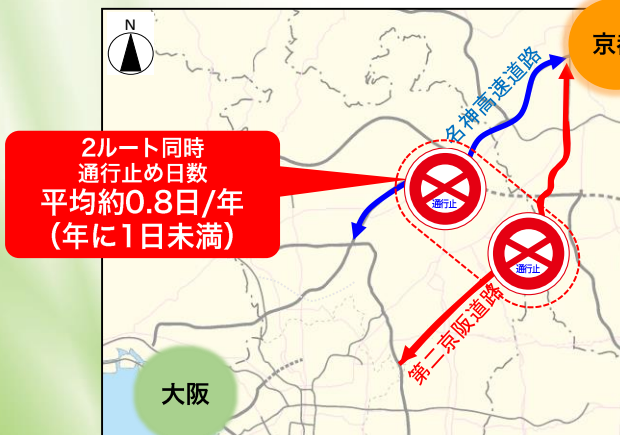 N
京都
名神高速道路
2ルート同時
通行止め日数
平均約0.8日/年
（年に1日未満）
通行止
通行止
第二京阪道路
大阪